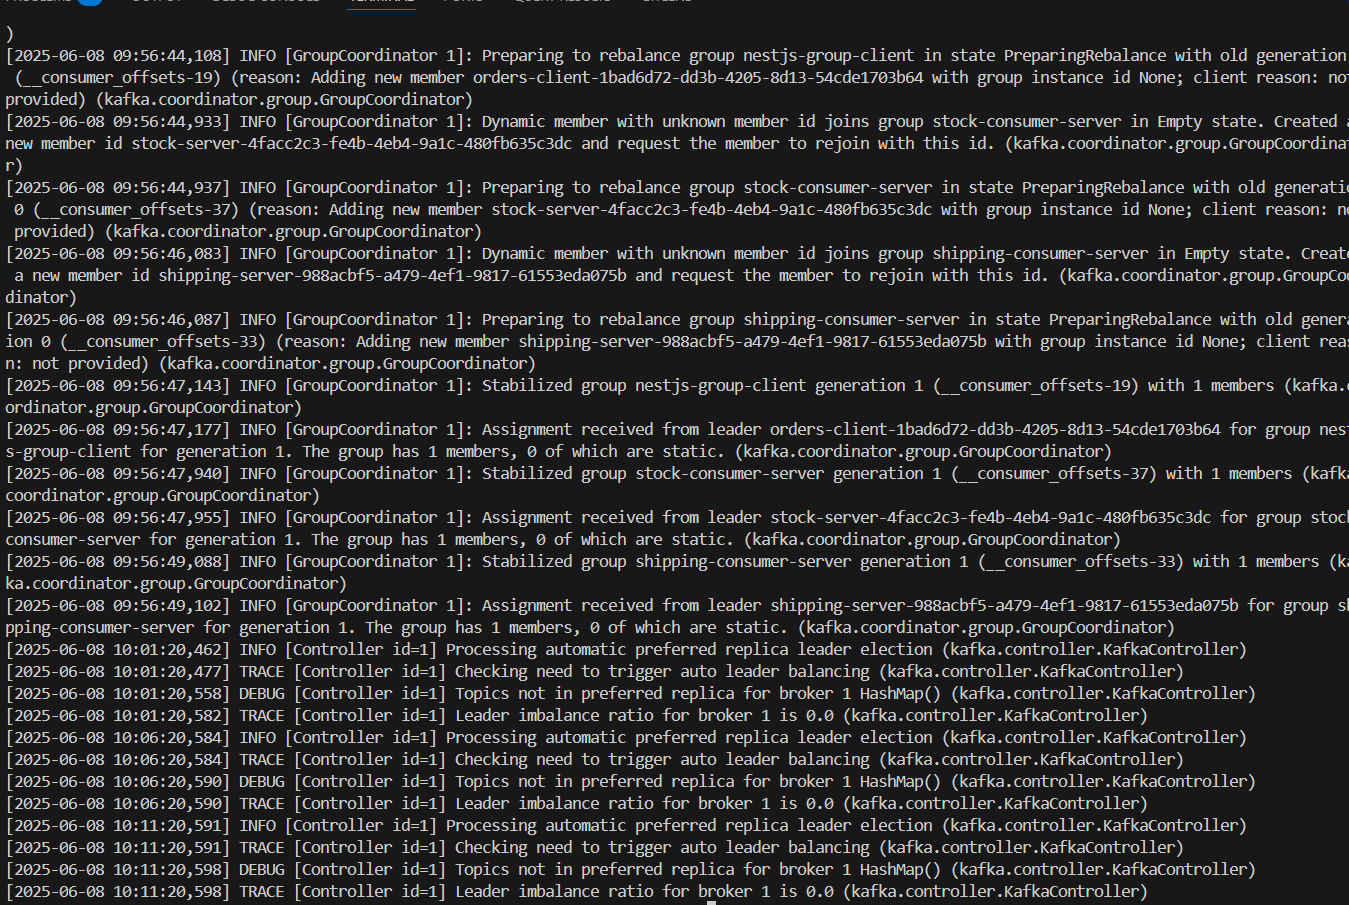 TERMINAL
)
[2025-06-08 09:56:44,108] INFO [GroupCoordinator 1]: Preparing to rebalance group nestjs-group-client in state PreparingRebalance with old generation
(__consumer_offsets-19) (reason: Adding new member orders-client-1bad6d72-dd3b-4205-8d13-54cde1703b64 with group instance id None; client reason: not
provided) (kafka.coordinator.group.GroupCoordinator)
[2025-06-08 09:56:44,933] INFO [GroupCoordinator 1]: Dynamic member with unknown member id joins group stock-consumer-server in Empty state. Created
new member id stock-server-4facc2c3-fe4b-4eb4-9a1c-480fb635c3dc and request the member to rejoin with this id. (kafka.coordinator.group.GroupCoordinat
r)
[2025-06-08 09:56:44,937] INFO [GroupCoordinator 1]: Preparing to rebalance group stock-consumer-server in state PreparingRebalance with old generati
0 (__consumer_offsets-37) (reason: Adding new member stock-server-4facc2c3-fe4b-4eb4-9a1c-480fb635c3dc with group instance id None; client reason: n
provided) (kafka.coordinator.group.GroupCoordinator)
[2025-06-08 09:56:46,083] INFO [GroupCoordinator 1]: Dynamic member with unknown member id joins group shipping-consumer-server in Empty state. Create
a new member id shipping-server-988acbf5-a479-4ef1-9817-61553eda075b and request the member to rejoin with this id. (kafka.coordinator.group.GroupCo
dinator)
[2025-06-08 09:56:46,087] INFO [GroupCoordinator 1]: Preparing to rebalance group shipping-consumer-server in state PreparingRebalance with old genera
ion 0 (__consumer_offsets-33) (reason: Adding new member shipping-server-988acbf5-a479-4ef1-9817-61553eda075b with group instance id None; client rea
n: not provided) (kafka.coordinator.group.GroupCoordinator)
[2025-06-08 09:56:47,143] INFO [GroupCoordinator 1]: Stabilized group nestjs-group-client generation 1 (__consumer_offsets-19) with 1 members (kafka.
ordinator.group.GroupCoordinator)
[2025-06-08 09:56:47,177] INFO [GroupCoordinator 1]: Assignment received from leader orders-client-1bad6d72-dd3b-4205-8d13-54cde1703b64 for group nes
s-group-client for generation 1. The group has 1 members, 0 of which are static. (kafka.coordinator.group.GroupCoordinator)
[2025-06-08 09:56:47,940] INFO [GroupCoordinator 1]: Stabilized group stock-consumer-server generation 1 (__consumer_offsets-37) with 1 members (kafk
coordinator.group.GroupCoordinator)
[2025-06-08 09:56:47,955] INFO [GroupCoordinator 1]: Assignment received from leader stock-server-4facc2c3-fe4b-4eb4-9a1c-480fb635c3dc for group stoc
consumer-server for generation 1. The group has 1 members, 0 of which are static. (kafka.coordinator.group.GroupCoordinator)
[2025-06-08 09:56:49,088] INFO [GroupCoordinator 1]: Stabilized group shipping-consumer-server generation 1 (__consumer_offsets-33) with 1 members (k
ka.coordinator.group.GroupCoordinator)
[2025-06-08 09:56:49,102] INFO [GroupCoordinator 1]: Assignment received from leader shipping-server-988acbf5-a479-4ef1-9817-61553eda075b for group s
pping-consumer-server for generation 1. The group has 1 members, 0 of which are static. (kafka.coordinator.group.GroupCoordinator)
[2025-06-08 10:01:20,462] INFO [Controller id=1] Processing automatic preferred replica leader election (kafka.controller.KafkaController)
[2025-06-08 10:01:20,477] TRACE [Controller id=1] Checking need to trigger auto leader balancing (kafka.controller.KafkaController)
[2025-06-08 10:01:20,558] DEBUG [Controller id=1] Topics not in preferred replica for broker 1 HashMap() (kafka.controller.KafkaController)
[2025-06-08 10:01:20,582] TRACE [Controller id=1] Leader imbalance ratio for broker 1 is 0.0 (kafka.controller.KafkaController)
[2025-06-08 10:06:20,584] INFO [Controller id=1] Processing automatic preferred replica leader election (kafka.controller.KafkaController)
[2025-06-08 10:06:20,584] TRACE [Controller id=1] Checking need to trigger auto leader balancing (kafka.controller.KafkaController)
[2025-06-08 10:06:20,590] DEBUG [Controller id=1] Topics not in preferred replica for broker 1 HashMap() (kafka.controller.KafkaController)
[2025-06-08 10:06:20,590] TRACE [Controller id=1] Leader imbalance ratio for broker 1 is 0.0 (kafka.controller.KafkaController)
[2025-06-08 10:11:20,591] INFO [Controller id=1] Processing automatic preferred replica leader election (kafka.controller.KafkaController)
[2025-06-08 10:11:20,591] TRACE [Controller id=1] Checking need to trigger auto leader balancing (kafka.controller.KafkaController)
[2025-06-08 10:11:20,598] DEBUG [Controller id=1] Topics not in preferred replica for broker 1 HashMap() (kafka.controller.KafkaController)
[2025-06-08 10:11:20,598] TRACE [Controller id=1] Leader imbalance ratio for broker 1 is 0.0 (kafka.controller.KafkaController)